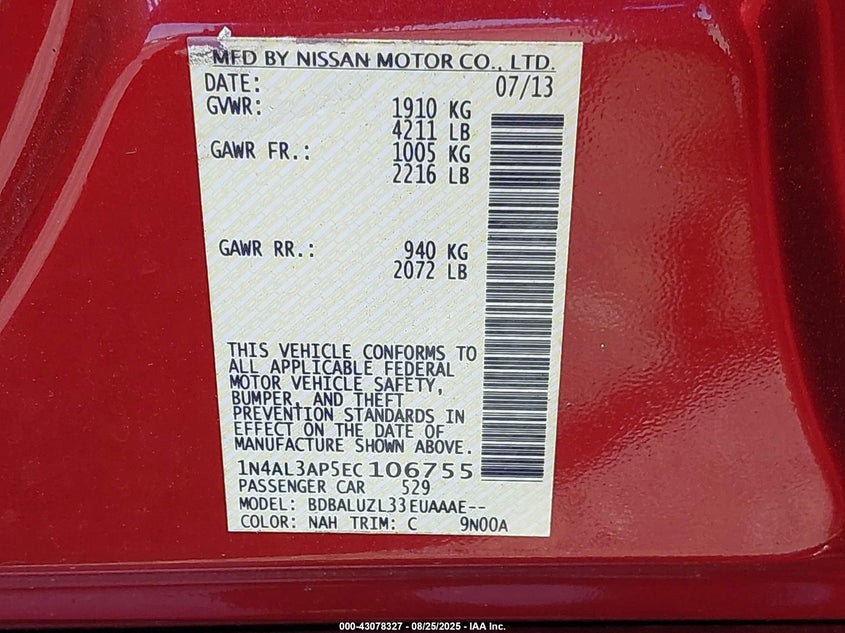 MFD BY NISSAN MOTOR CO., LTD.
DATE: 07/13
GVWR: 1910 KG
4211 LB
GAWR FR.: 1005 KG
2216 LB
GAWR RR.: 940 KG
2072 LB
THIS VEHICLE CONFORMS TO
ALL APPLICABLE FEDERAL
MOTOR VEHICLE SAFETY,
BUMPER, AND THEFT
PREVENTION STANDARDS IN
EFFECT ON THE DATE OF
MANUFACTURE SHOWN ABOVE.
1N4AL3AP5EC106755
PASSENGER CAR 529
MODEL: BDBALUZL33EUAAAE--
COLOR: NAH TRIM: C 9N00A
000-43078327 - 08/25/2025 - IAA Inc.